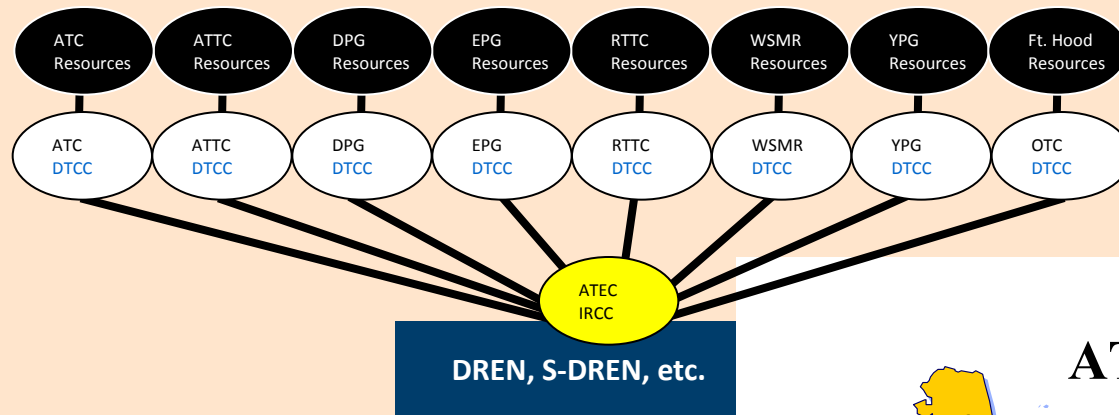 ATC
Resources
ATTC
Resources
DPG
Resources
EPG
Resources
RTTC
Resources
WSMR
Resources
YPG
Resources
Ft. Hood
Resources
ATC
DTCC
ATTC
DTCC
DPG
DTCC
EPG
DTCC
RTTC
DTCC
WSMR
DTCC
YPG
DTCC
OTC
DTCC
ATEC
IRCC
DREN, S-DREN, etc.
AT